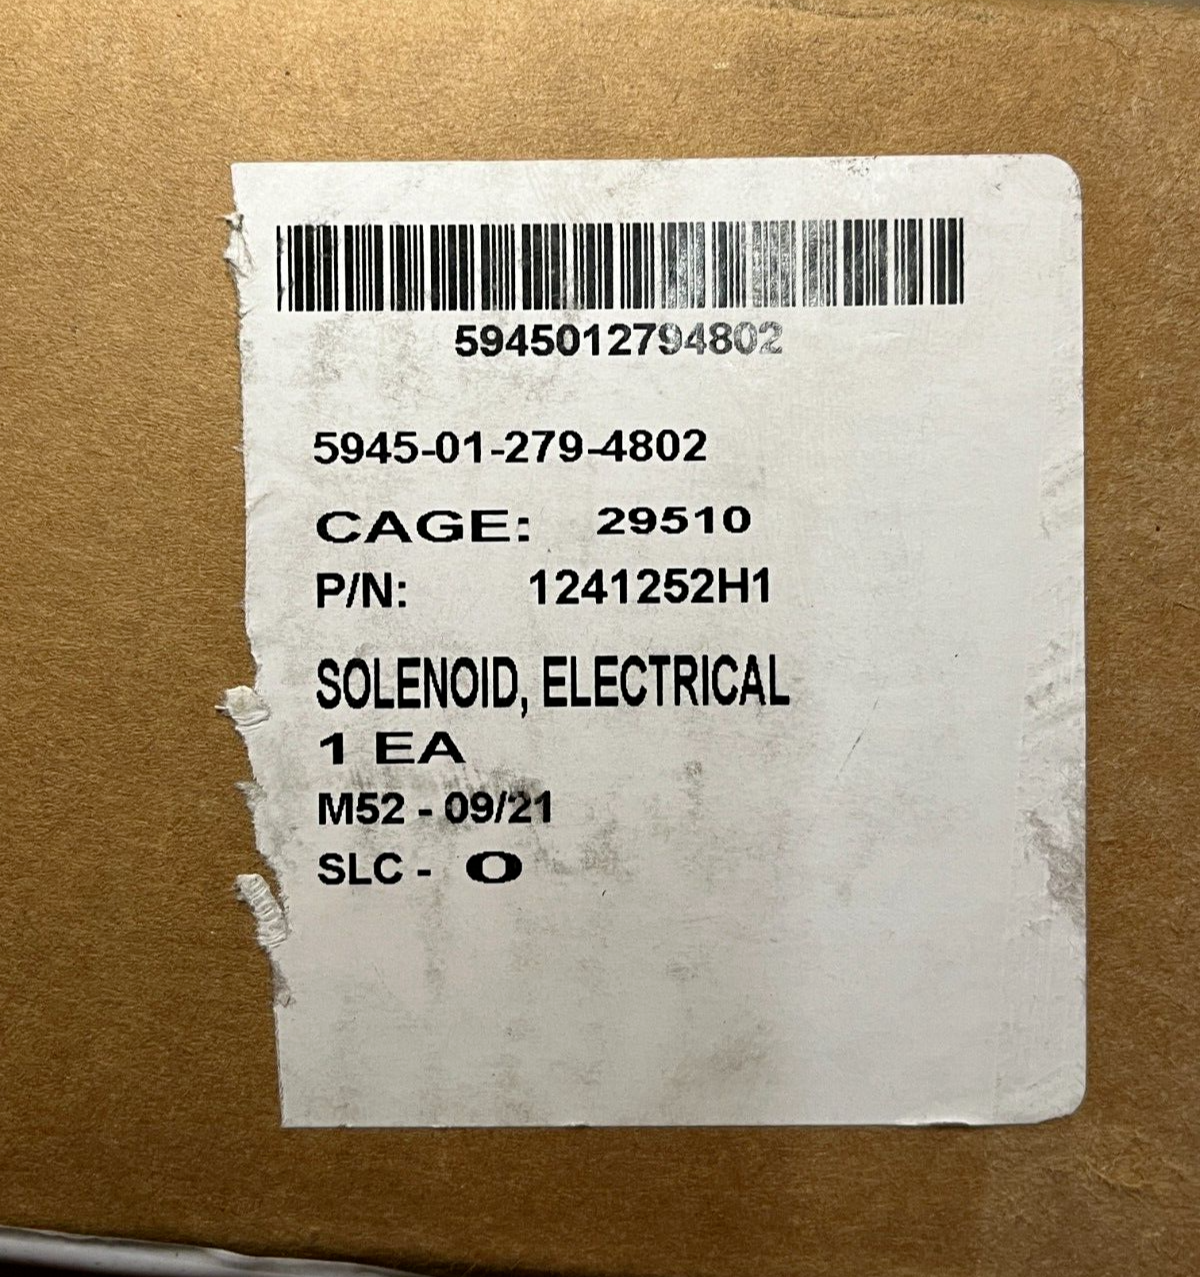 5945012794802
5945-01-279-4802
CAGE: 29510
P/N: 1241252H1
SOLENOID, ELECTRICAL
1 EA
M52 - 09/21
SLC - O